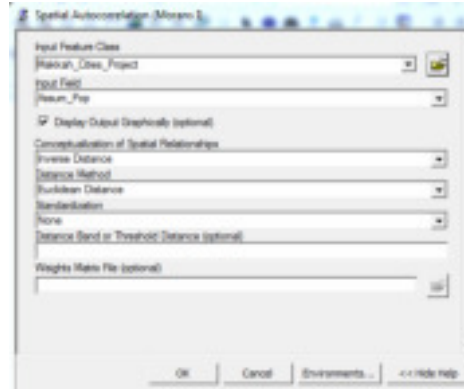 Spatial Autocorrelation (Morans I)
Input Feature Class
Makkah_Cities_Project
Input Field
Display Output Graphically (optional)
Conceptualization of Spatial Relationships
Inverse Distance
Distance Method
Euclidean Distance
Standardization
None
Distance Band or Threshold Distance (optional)
Weights Matrix File (optional)
OK
Cancel
Environments...
<< Hide Help